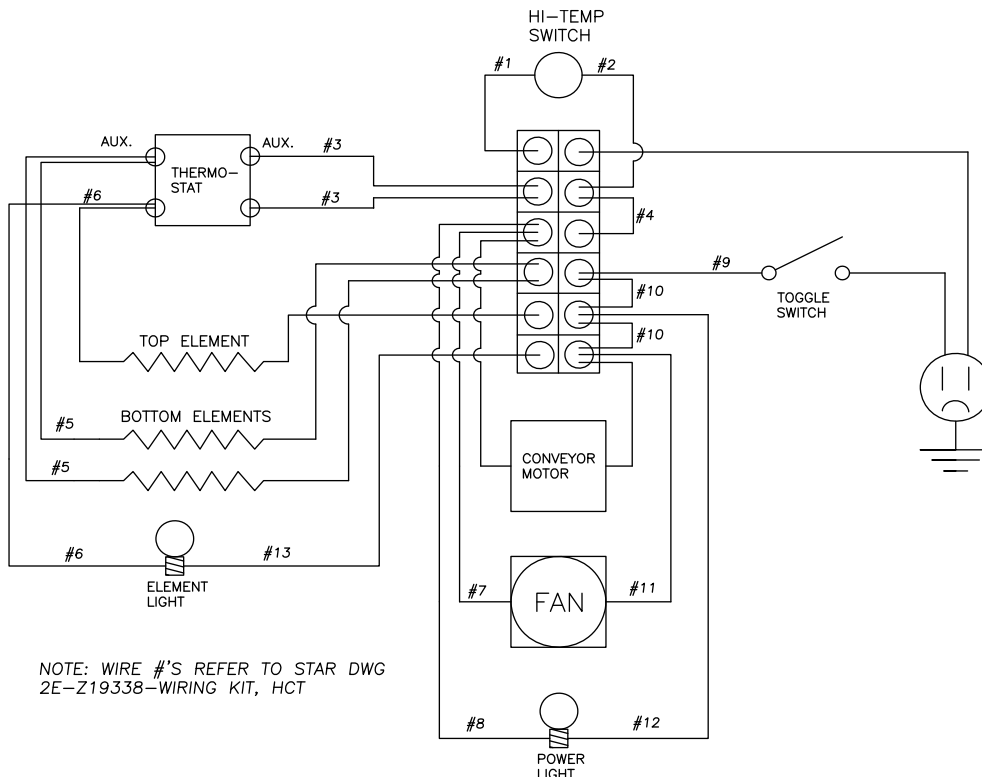 HI-TEMP
SWITCH
#1
#2
AUX.
AUX.
#3
THERMO-
STAT
#6
#3
#4
#9
#10
TOGGLE
SWITCH
#10
TOP ELEMENT
BOTTOM ELEMENTS
#5
CONVEYOR
MOTOR
#5
#6
#13
ELEMENT
LIGHT
#7
FAN
#11
NOTE: WIRE #'S REFER TO STAR DWG
2E-Z19338-WIRING KIT, HCT
#8
#12
POWER
LIGHT